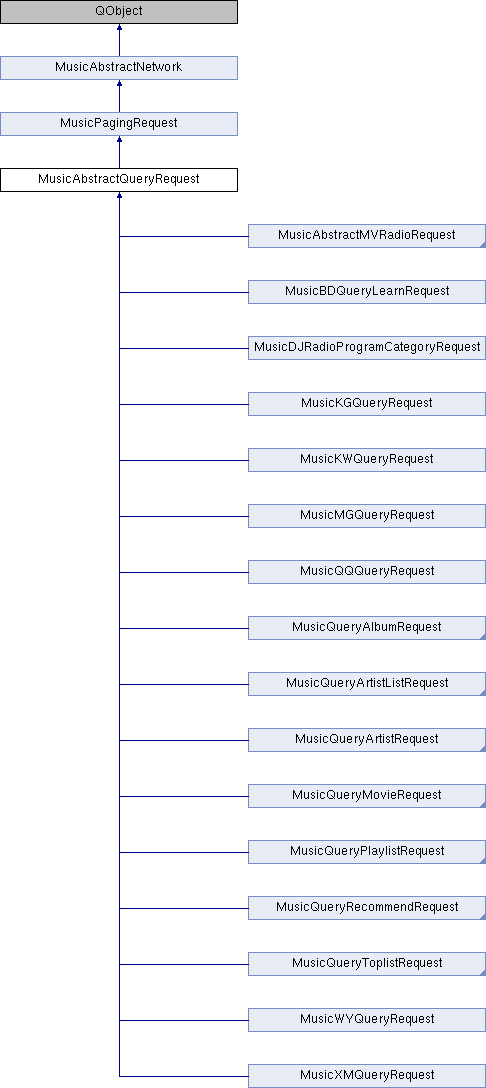 QObject
MusicAbstractNetwork
MusicPagingRequest
MusicAbstractQueryRequest
MusicAbstractMVRadioRequest
MusicBDQueryLearnRequest
MusicDJRadioProgramCategoryRequest
MusicKGQueryRequest
MusicKWQueryRequest
MusicMGQueryRequest
MusicQQQueryRequest
MusicQueryAlbumRequest
MusicQueryArtistListRequest
MusicQueryArtistRequest
MusicQueryMovieRequest
MusicQueryPlaylistRequest
MusicQueryRecommendRequest
MusicQueryToplistRequest
MusicWYQueryRequest
MusicXMQueryRequest